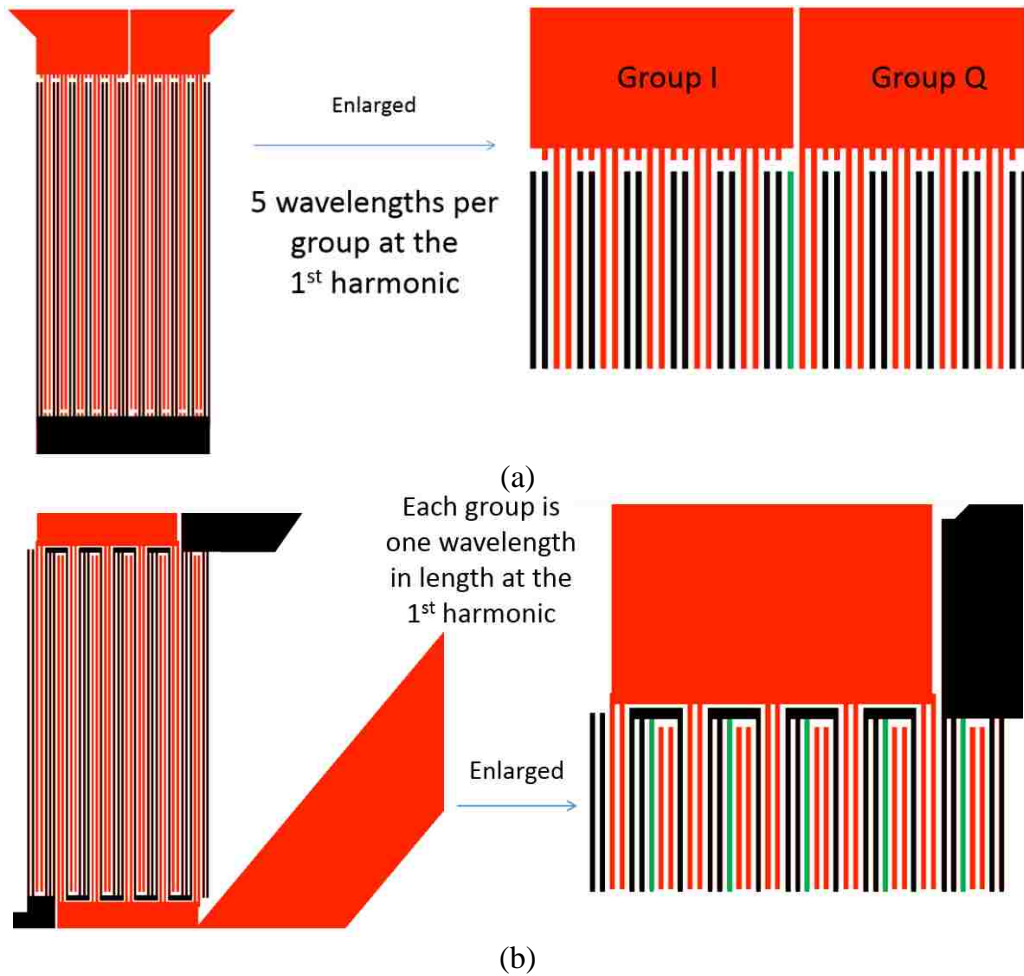 Group I
Group Q
Enlarged
5 wavelengths per
group at the
1st harmonic
(a)
Each group is
one wavelength
in length at the
1st harmonic
Enlarged
(b)